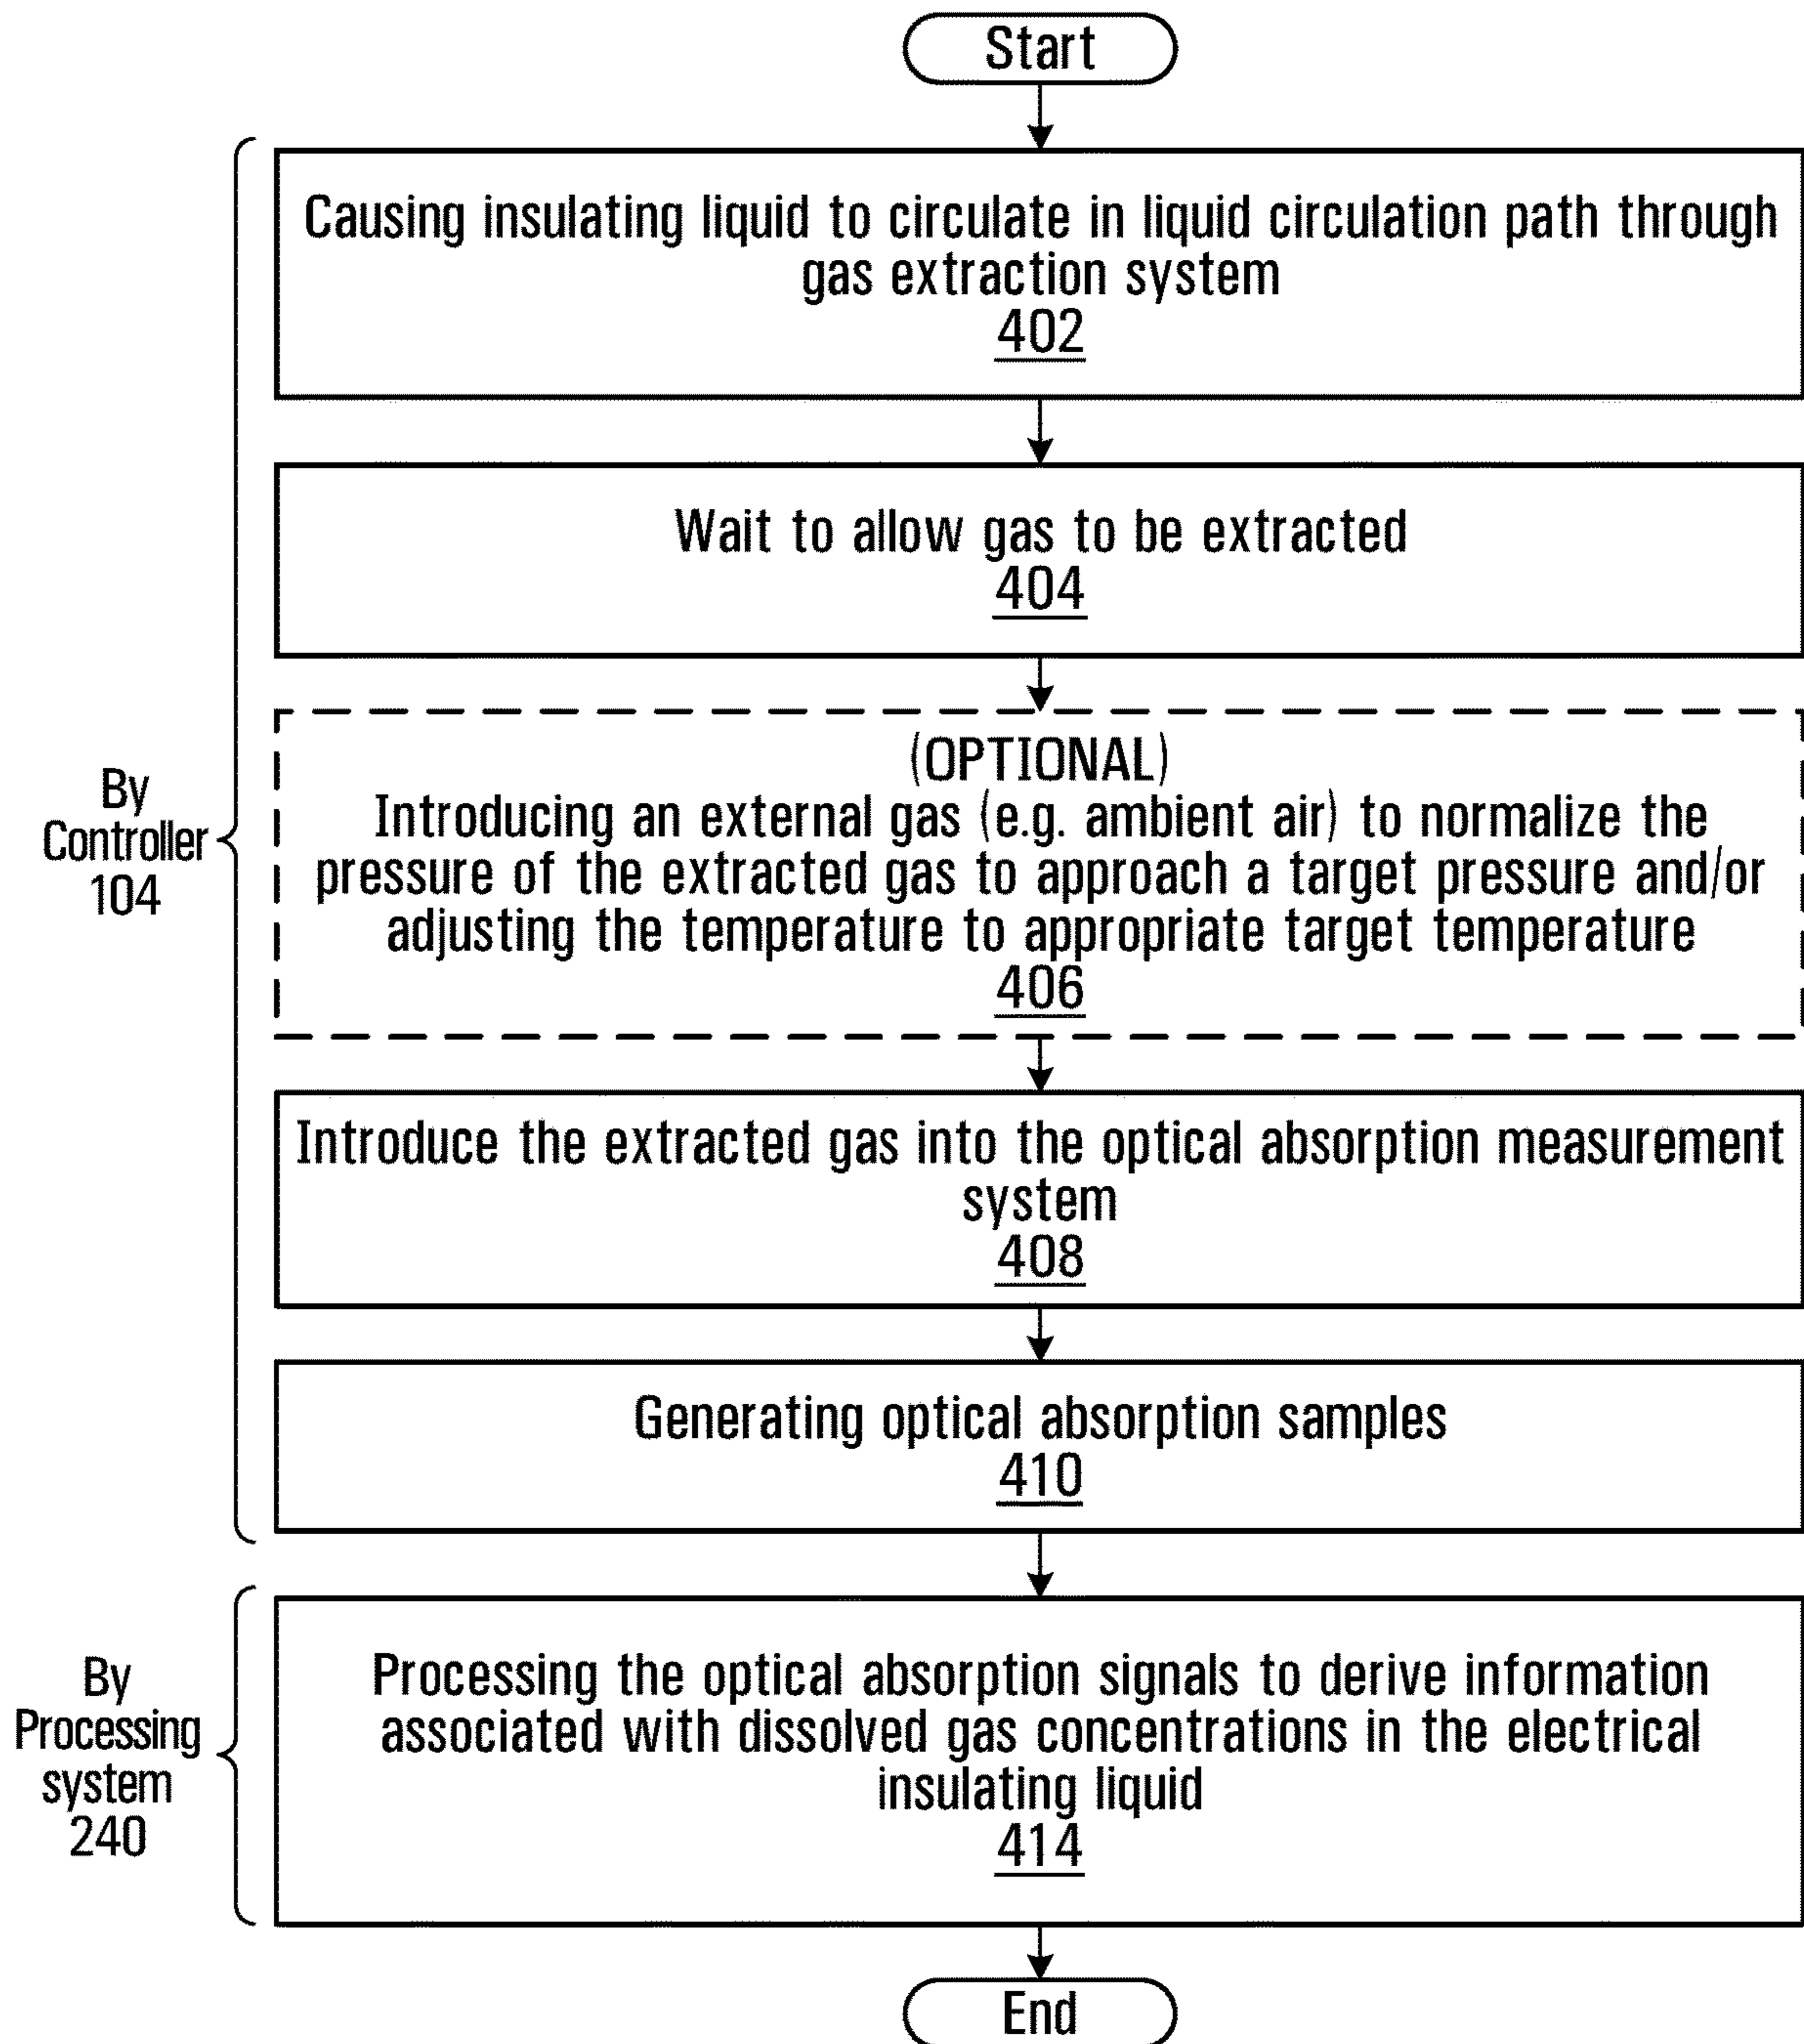 Start
Causing insulating liquid to circulate in liquid circulation path through
gas extraction system
402
Wait to allow gas to be extracted
404
(OPTIONAL)
Introducing an external gas (e.g. ambient air) to normalize the
pressure of the extracted gas to approach a target pressure and/or
adjusting the temperature to appropriate target temperature
406
By
Controller
104
Introduce the extracted gas into the optical absorption measurement
system
408
Generating optical absorption samples
410
By
Processing
system
240
Processing the optical absorption signals to derive information
associated with dissolved gas concentrations in the electrical
insulating liquid
414
End